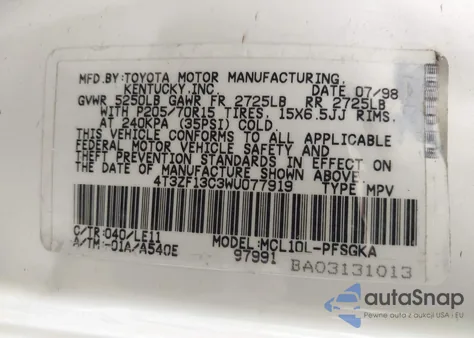 MFD.BY:TOYOTA MOTOR MANUFACTURING.
KENTUCKY.INC. DATE 07/98
GVWR 5250LB GAWR FR 2725LB RR 2725LB
WITH P205/70R15 TIRES, 15X6.5JJ RIMS.
AT 240KPA (35PSI) COLD.
THIS VEHICLE CONFORMS TO ALL APPLICABLE
FEDERAL MOTOR VEHICLE SAFETY AND
THEFT PREVENTION STANDARDS IN EFFECT ON
THE DATE OF MANUFACTURE SHOWN ABOVE.
4T3ZF13C3WU077919 TYPE: MPV
C/TR:040/LE11 MODEL:MCL10L-PFSGKA
A/TM:-01A/A540E 97991
BA03131013
autoSnap
Pewne auto z USA i EU